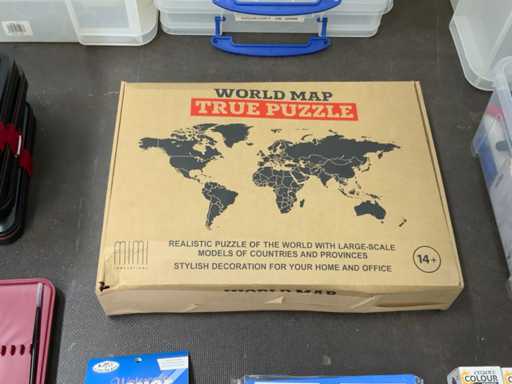 WORLD MAP
TRUE PUZZLE
REALISTIC PUZZLE OF THE WORLD WITH LARGE-SCALE
MODELS OF COUNTRIES AND PROVINCES
STYLISH DECORATION FOR YOUR HOME AND OFFICE
14+
WORLD MAP
COLOUR